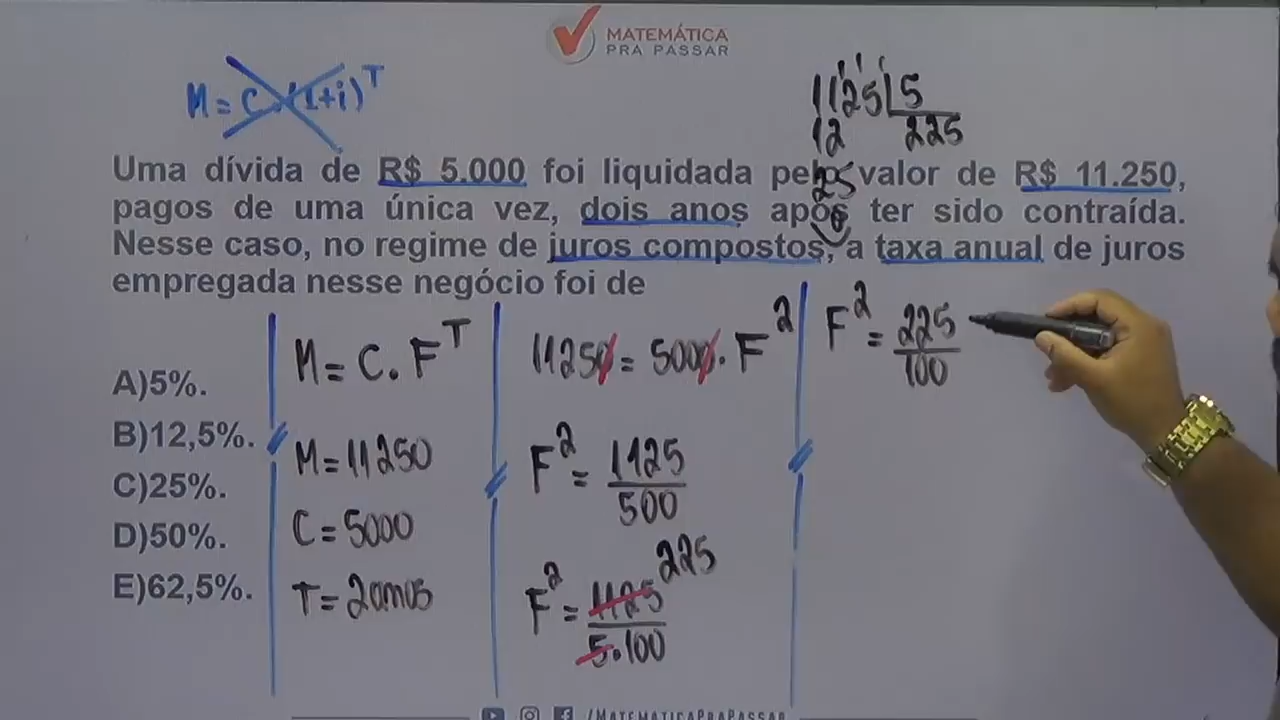 MATEMÁTICA
PRA PASSAR
M = C.(1+i)^T
1125 5
12 225
25
0
Uma dívida de R$ 5.000 foi liquidada pelo valor de R$ 11.250,
pagos de uma única vez, dois anos após ter sido contraída.
Nesse caso, no regime de juros compostos, a taxa anual de juros
empregada nesse negócio foi de
A)5%.
B)12,5%.
C)25%.
D)50%.
E)62,5%.
M = C . F^T
M = 11250
C = 5000
T = 2 anos
11250 = 5000 . F^2
F^2 = 1125/500
F^2 = 1125/5.100 225
F^2 = 225/100
/MATEMATICAPRAPASSAR